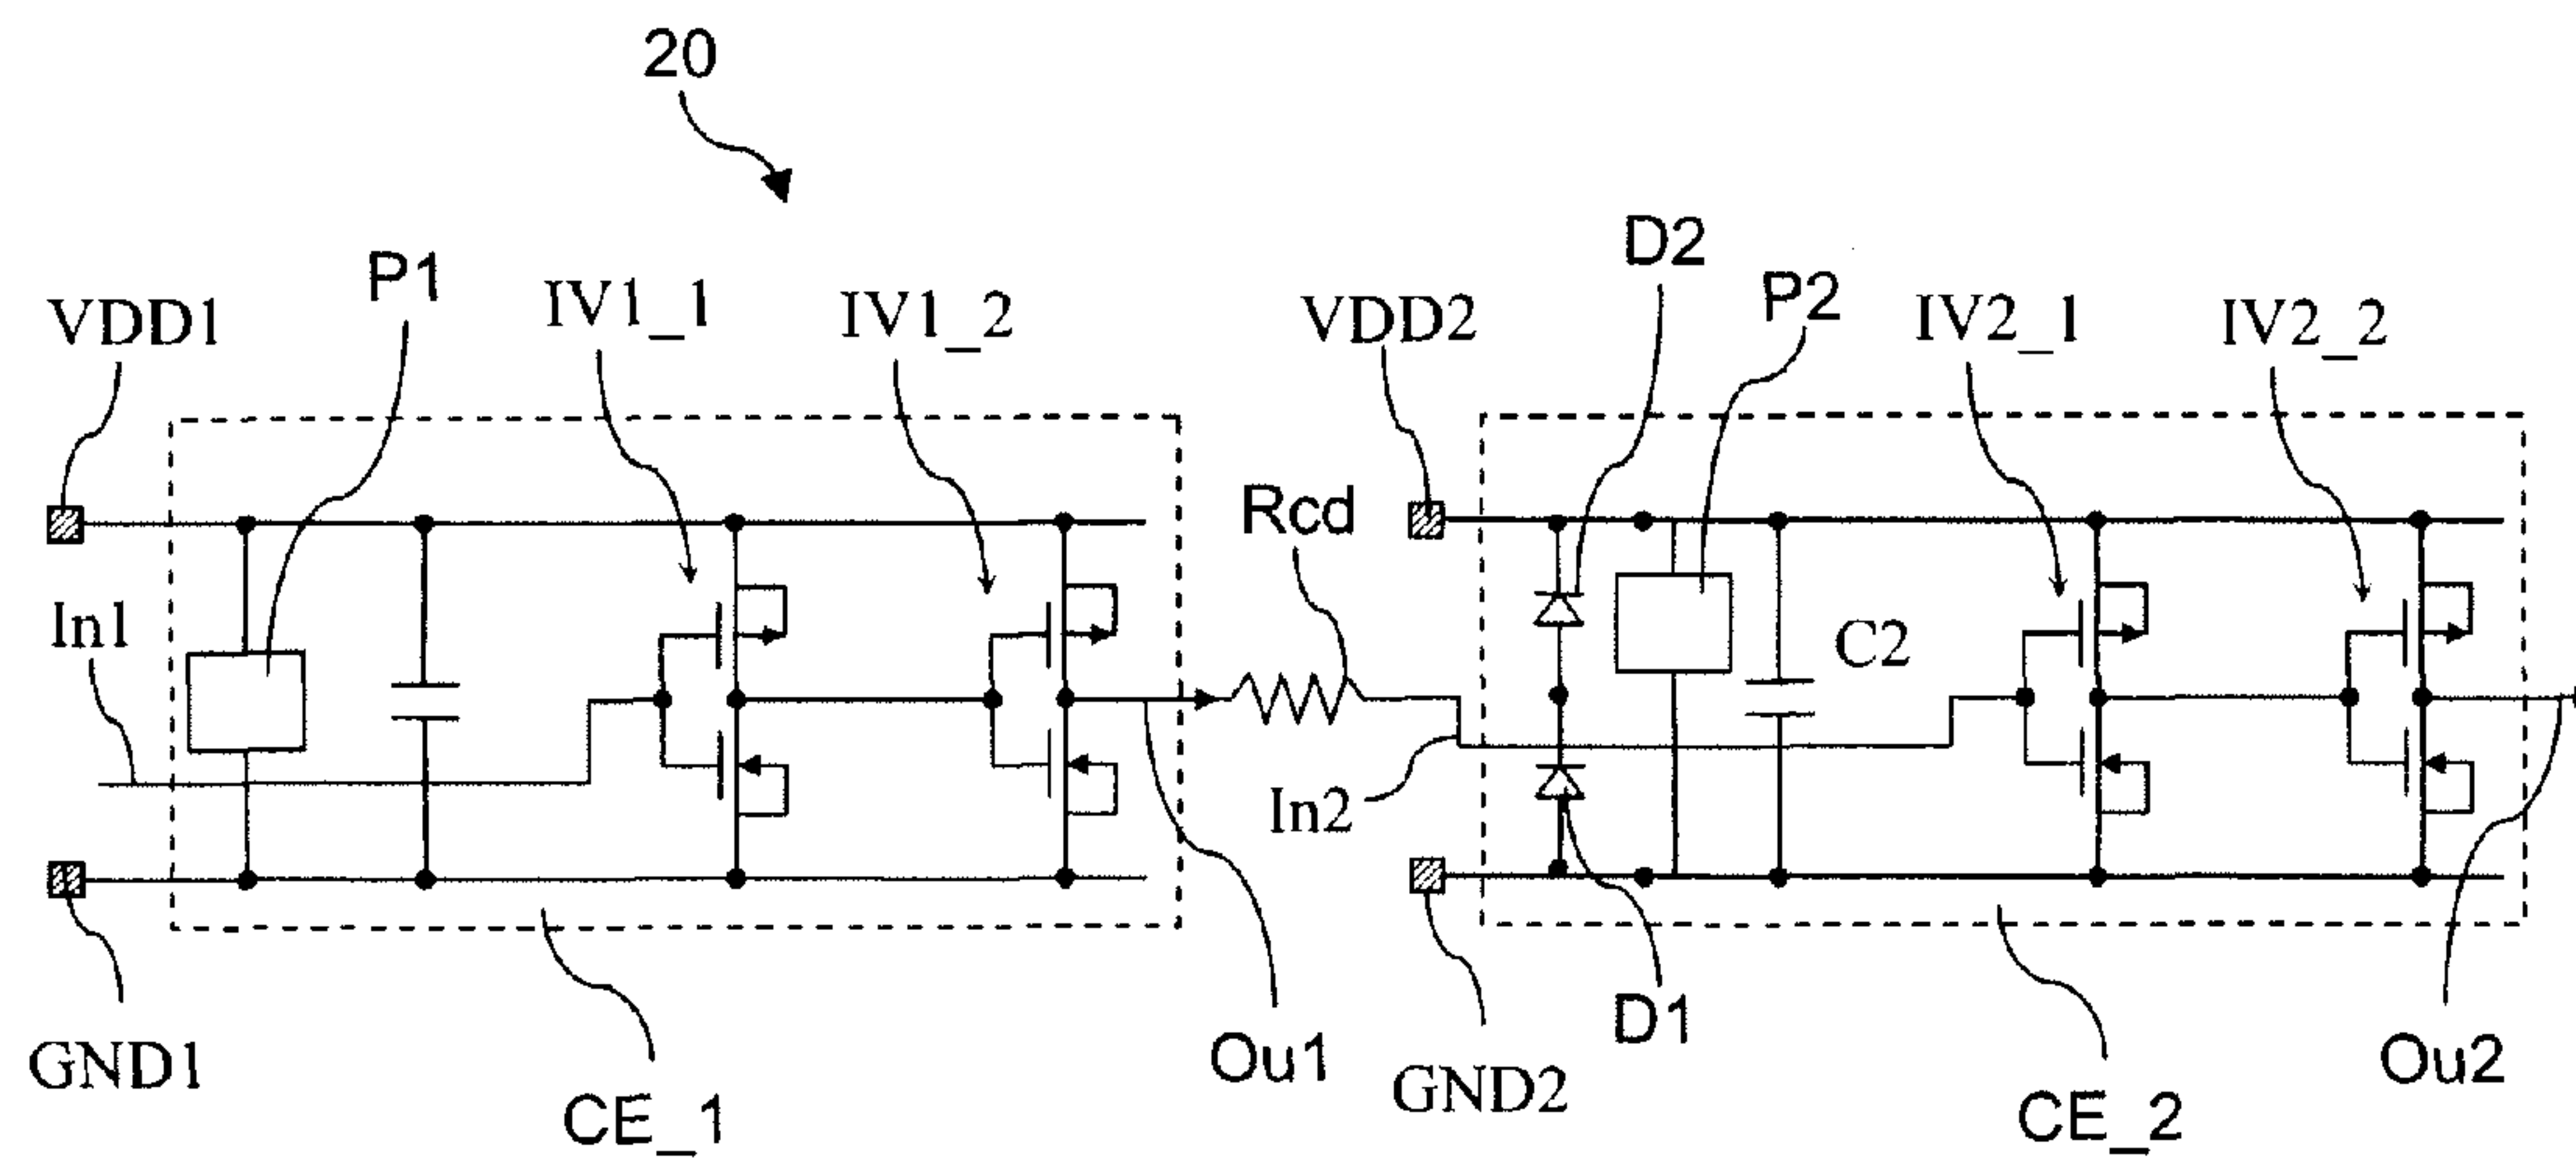 20
D2
P1
P2
IV1_1
IV1_2
VDD1
VDD2
IV2_1
IV2_2
Rcd
In1
C2
In2
D1
GND1
Ou1
GND2
Ou2
CE_1
CE_2